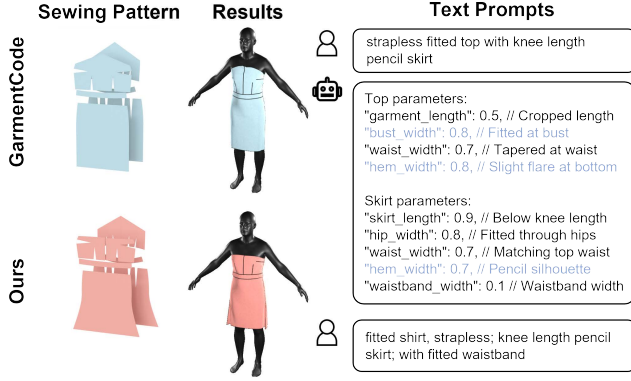 Sewing Pattern
Results
Text Prompts
GarmentCode
strapless fitted top with knee length
pencil skirt
Top parameters:
"garment_length": 0.5, // Cropped length
"bust_width": 0.8, // Fitted at bust
"waist_width": 0.7, // Tapered at waist
"hem_width": 0.8, // Slight flare at bottom
Skirt parameters:
"skirt_length": 0.9, // Below knee length
"hip_width": 0.8, // Fitted through hips
"waist_width": 0.7, // Matching top waist
"hem_width": 0.7, // Pencil silhouette
"waistband_width": 0.1 // Waistband width
Ours
fitted shirt, strapless; knee length pencil
skirt; with fitted waistband